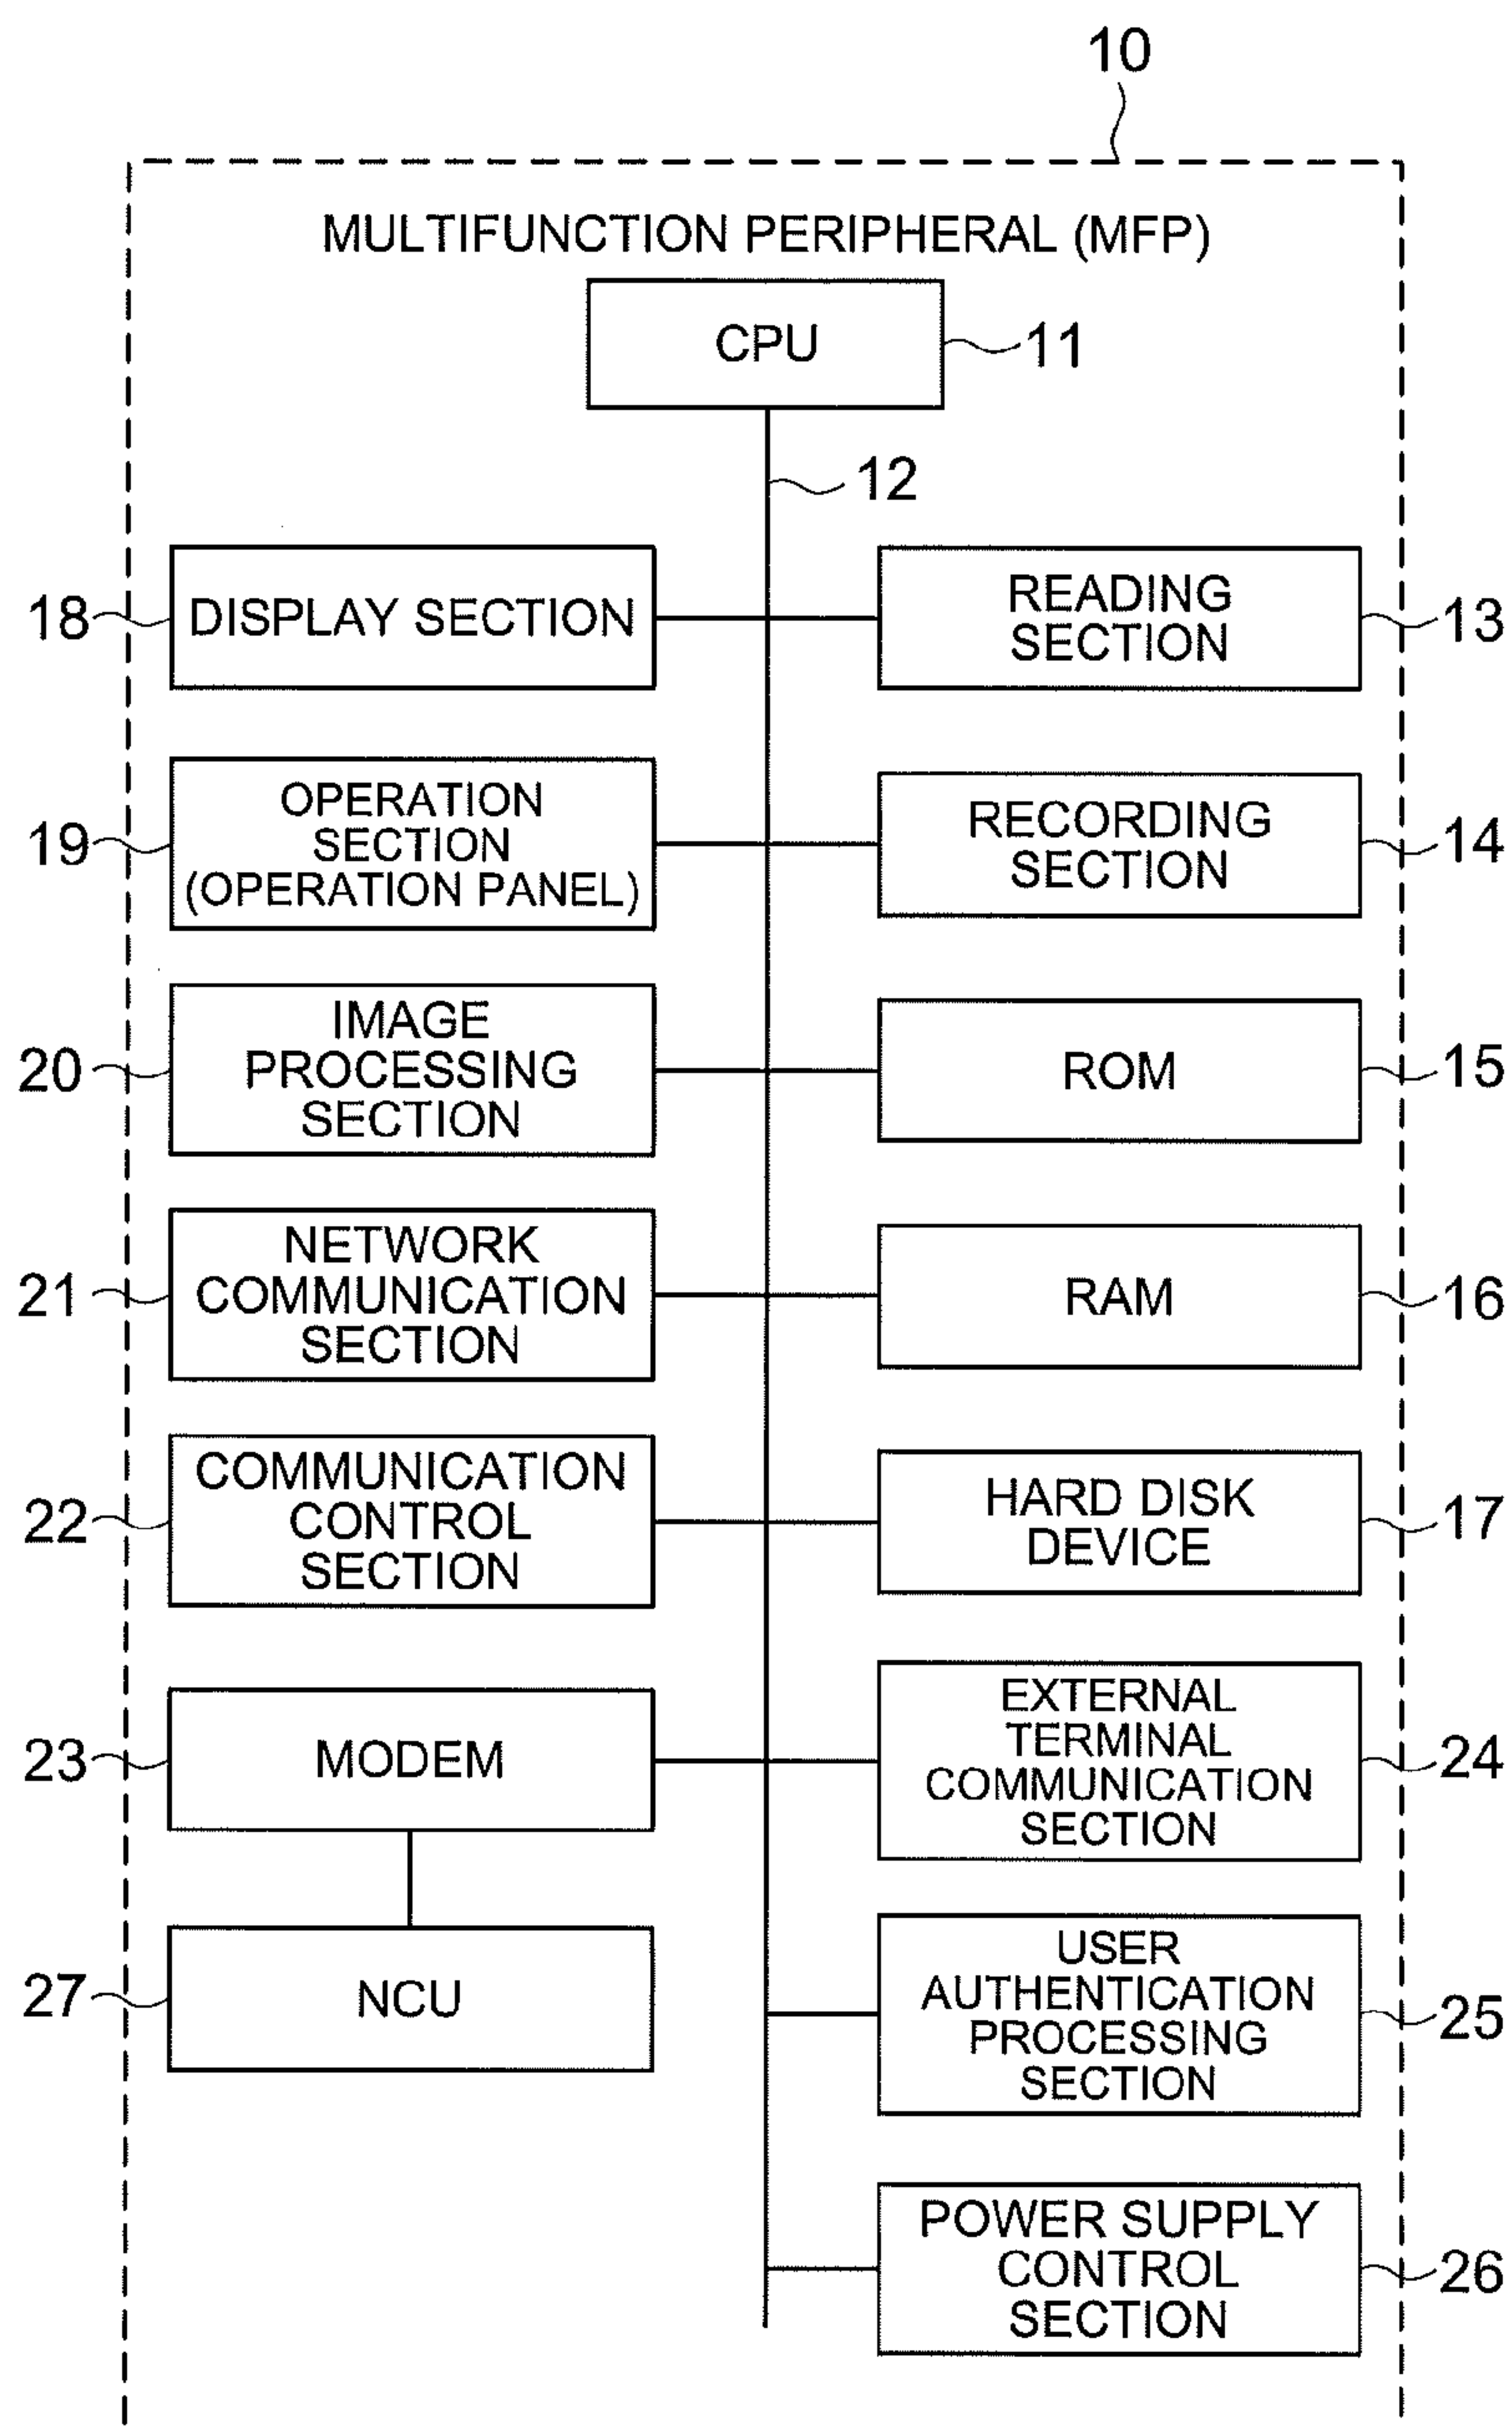 10
MULTIFUNCTION PERIPHERAL (MFP)
CPU
11
12
18
DISPLAY SECTION
READING
SECTION
13
19
OPERATION
SECTION
(OPERATION PANEL)
RECORDING
SECTION
14
20
IMAGE
PROCESSING
SECTION
ROM
15
21
NETWORK
COMMUNICATION
SECTION
RAM
16
22
COMMUNICATION
CONTROL
SECTION
HARD DISK
DEVICE
17
23
MODEM
EXTERNAL
TERMINAL
COMMUNICATION
SECTION
24
27
NCU
USER
AUTHENTICATION
PROCESSING
SECTION
25
POWER SUPPLY
CONTROL
SECTION
26